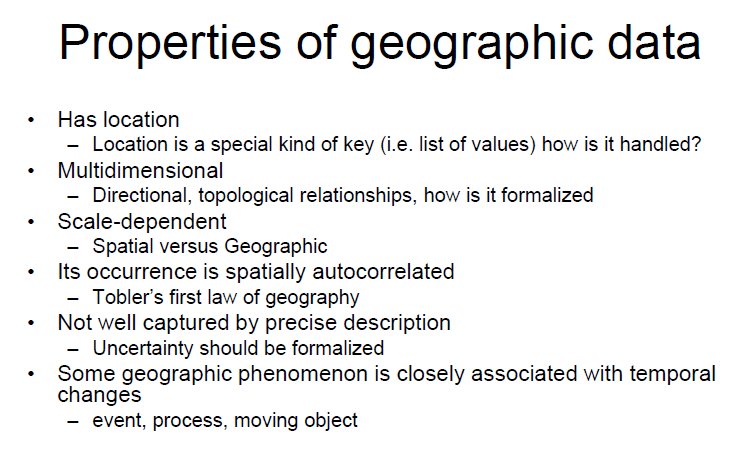 Properties of geographic data
• Has location
– Location is a special kind of key (i.e. list of values) how is it handled?
• Multidimensional
– Directional, topological relationships, how is it formalized
• Scale-dependent
– Spatial versus Geographic
• Its occurrence is spatially autocorrelated
– Tobler's first law of geography
• Not well captured by precise description
– Uncertainty should be formalized
• Some geographic phenomenon is closely associated with temporal
changes
– event, process, moving object